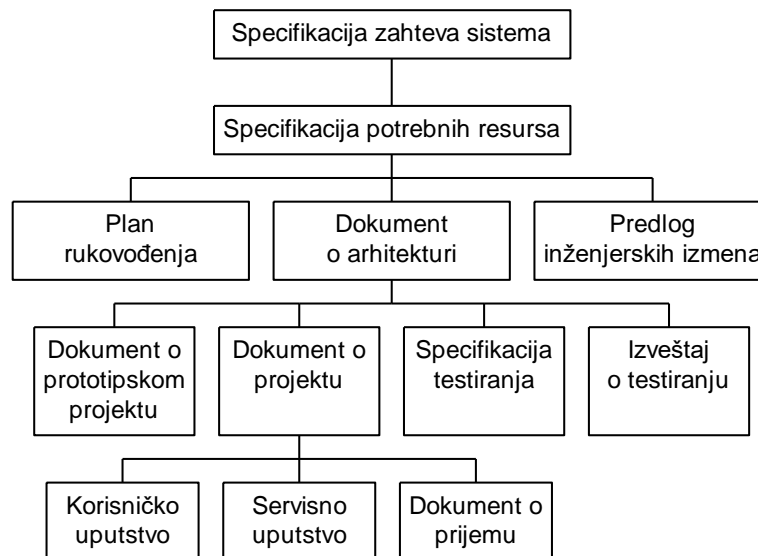 Specifikacija zahteva sistema
Specifikacija potrebnih resursa
Plan
rukovođenja
Dokument
o arhitekturi
Predlog
inženjerskih izmena
Dokument o
prototipskom
projektu
Dokument o
projektu
Specifikacija
testiranja
Izveštaj
o testiranju
Korisničko
uputstvo
Servisno
uputstvo
Dokument o
prijemu